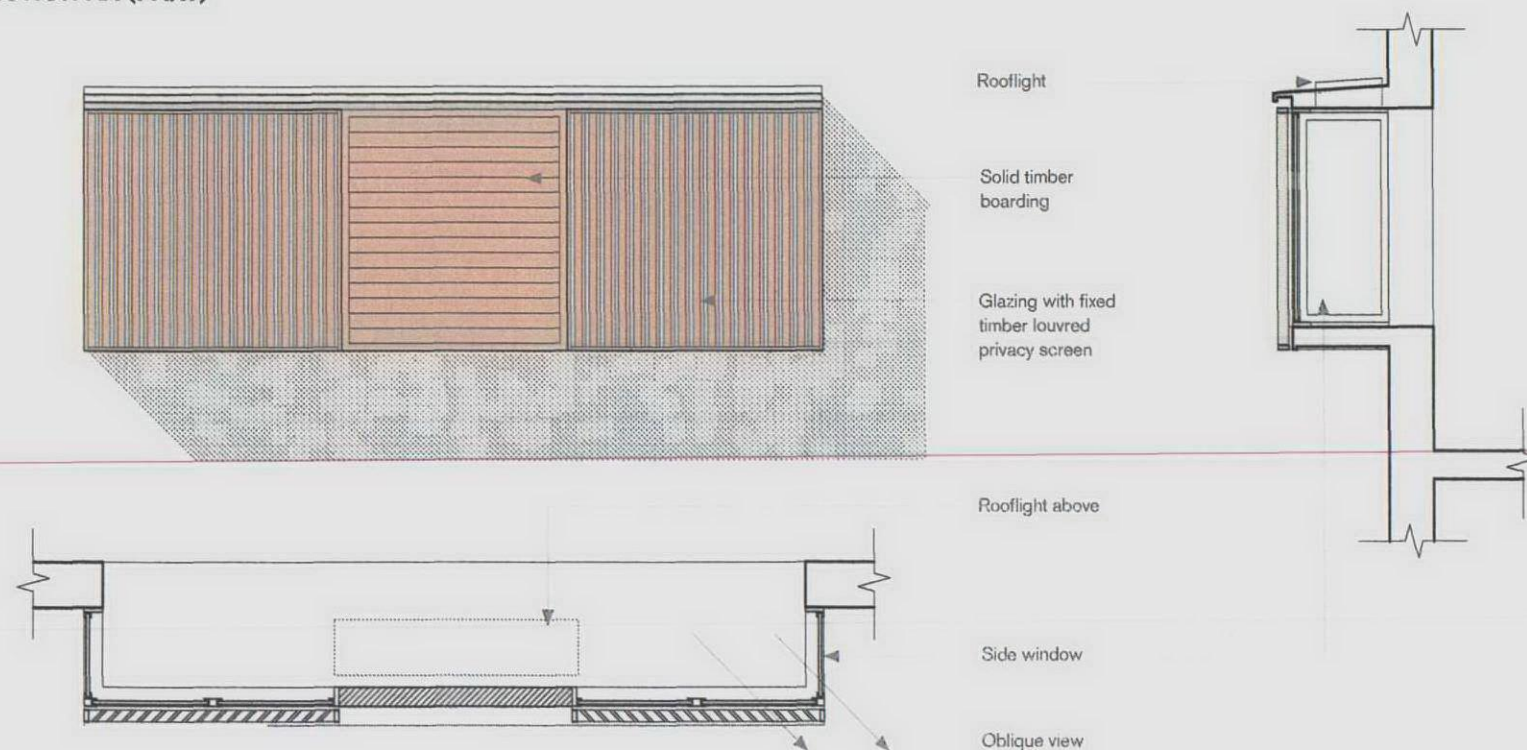 Rooflight
Solid timber
boarding
Glazing with fixed
timber louvred
privacy screen
Rooflight above
Side window
Oblique view